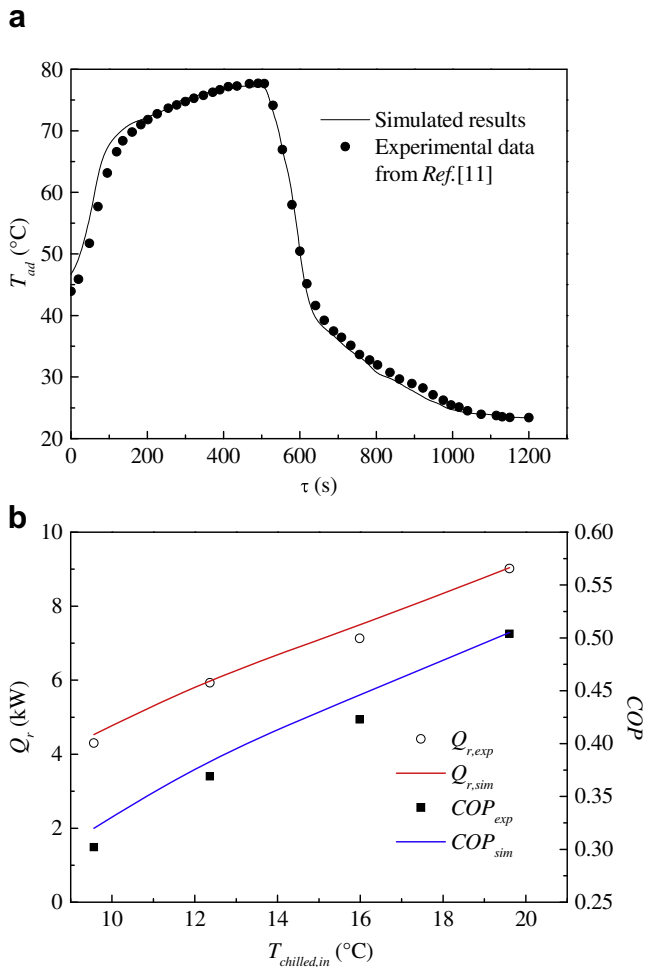 a
80
70
60
50
40
30
20
T_ad (°C)
Simulated results
Experimental data
from Ref.[11]
0 200 400 600 800 1000 1200
τ (s)
b
10
8
6
4
2
0
Q_r (kW)
0.60
0.55
0.50
0.45
0.40
0.35
0.30
0.25
COP
Q_r,exp
Q_r,sim
COP_exp
COP_sim
10 12 14 16 18 20
T_chilled,in (°C)